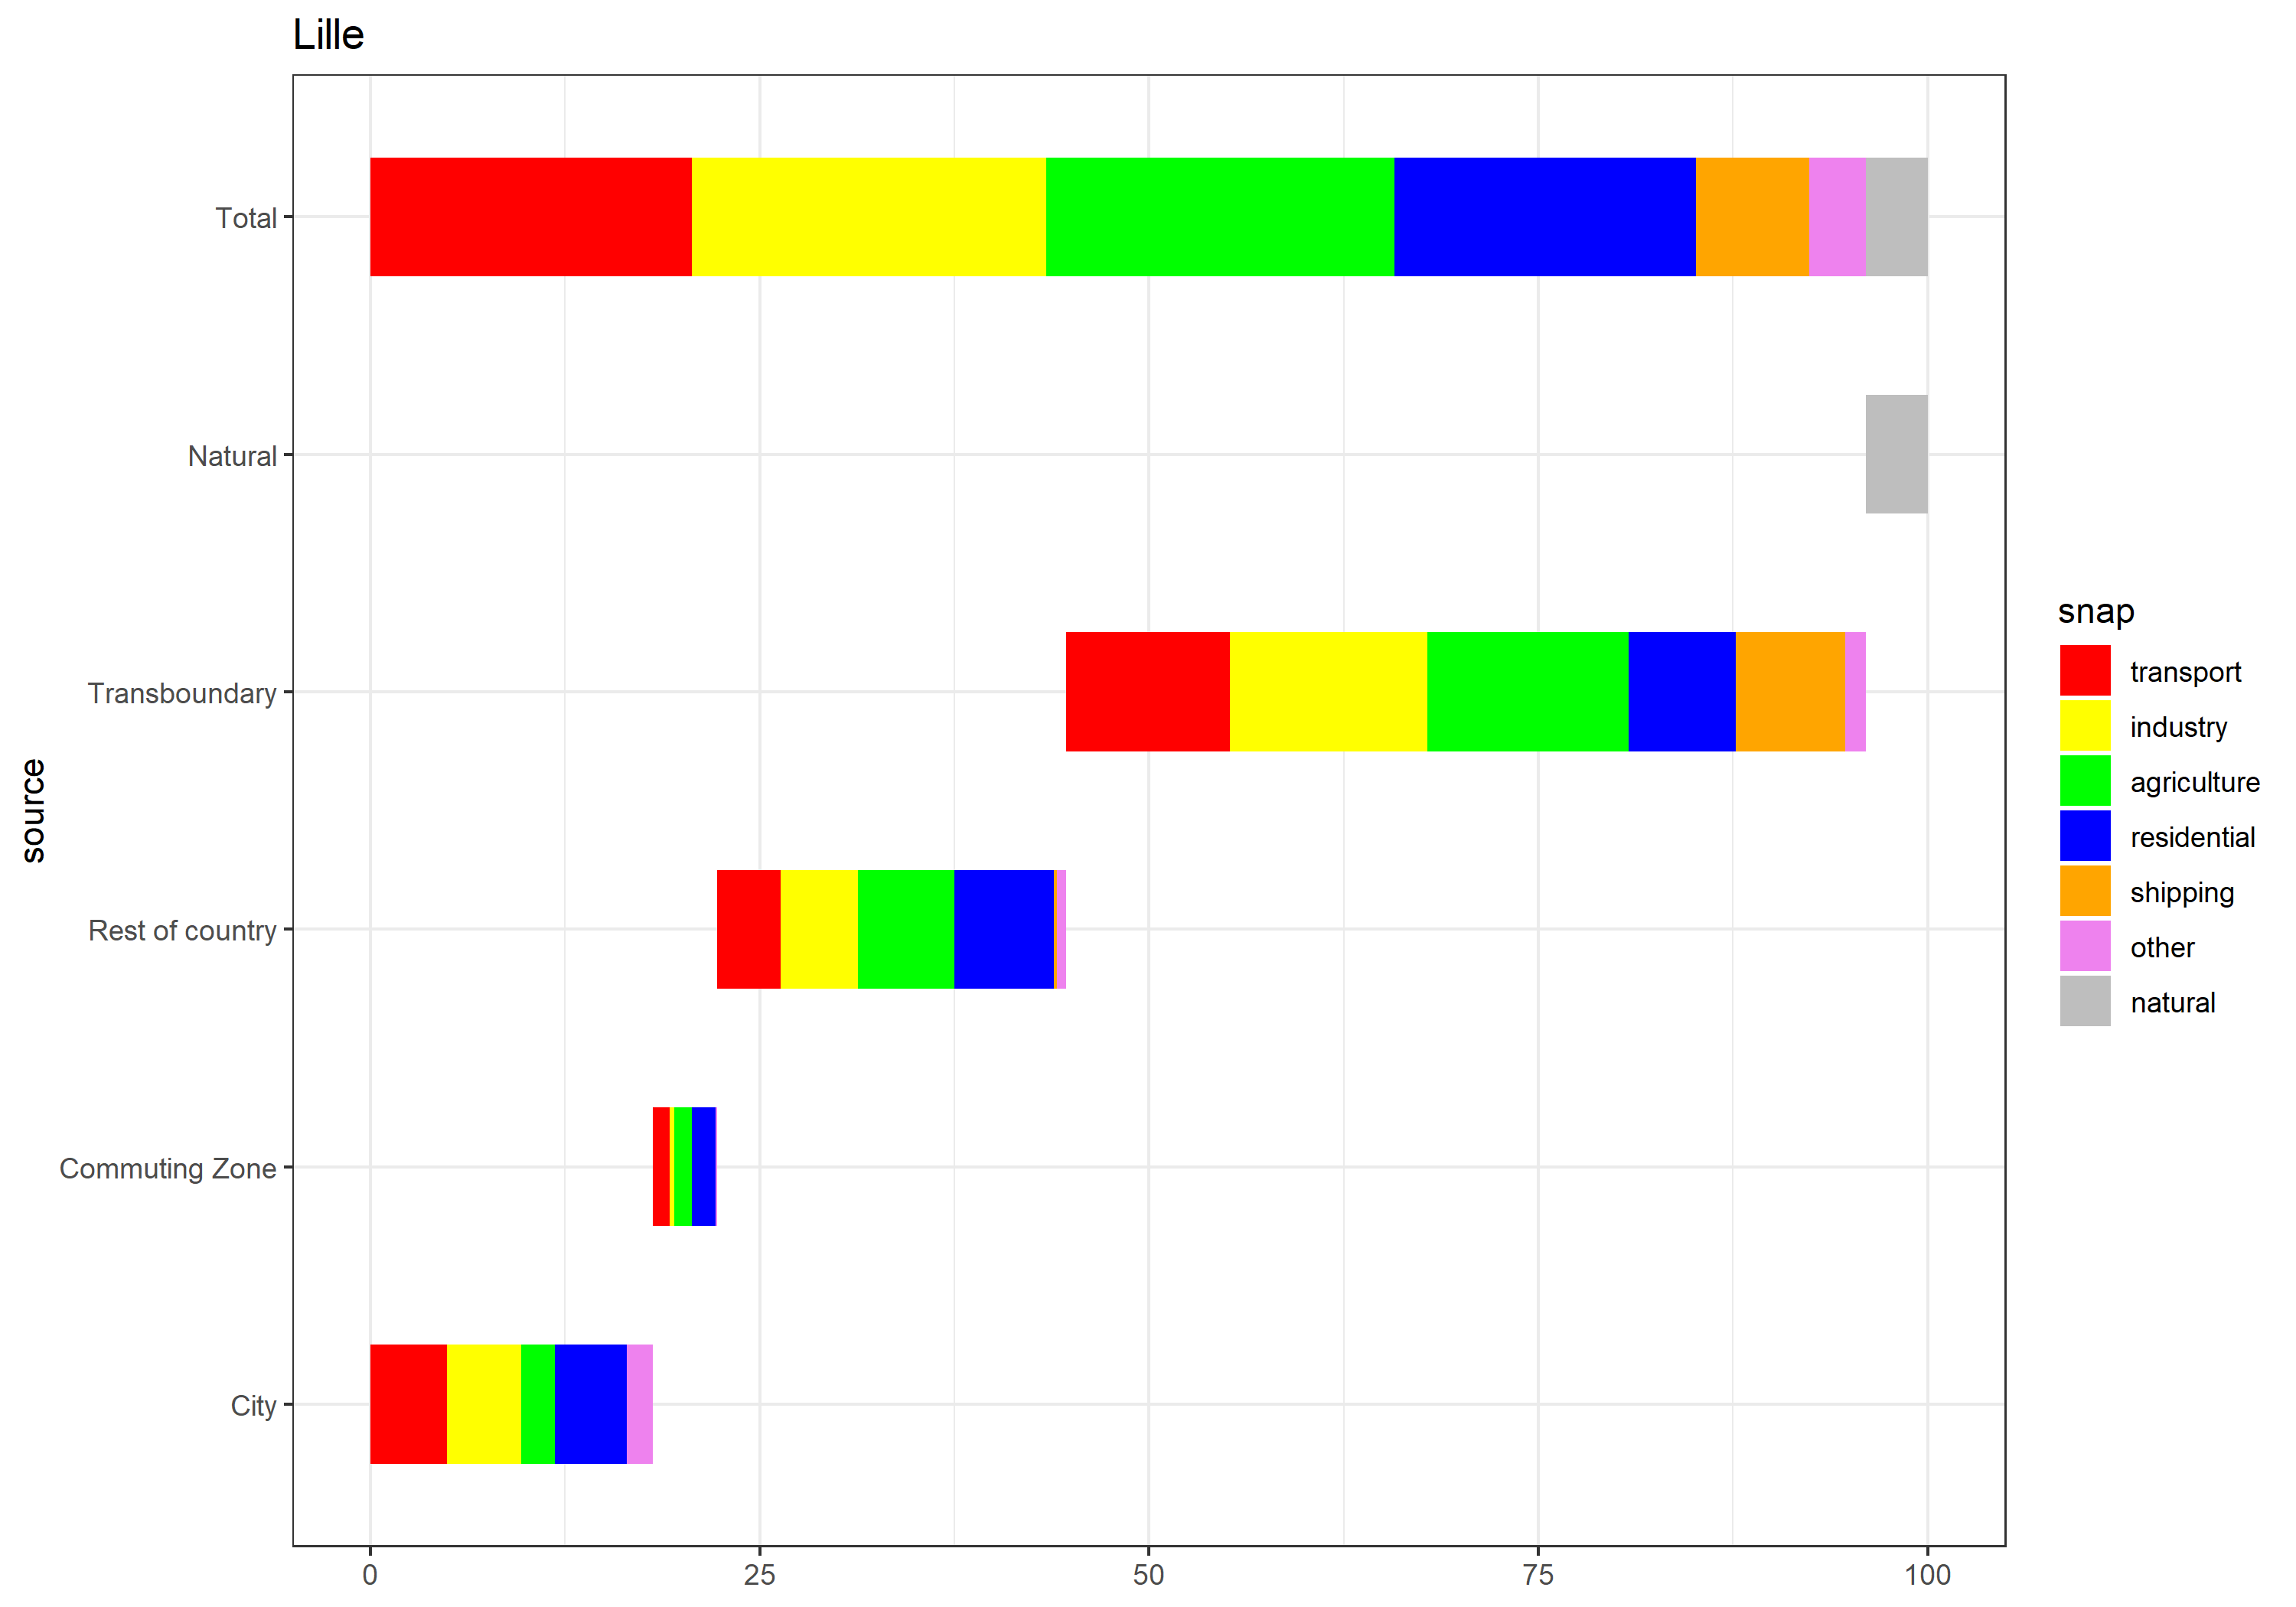 Lille
Total
Natural
Transboundary
Rest of country
Commuting Zone
City
source
0 25 50 75 100
snap
transport
industry
agriculture
residential
shipping
other
natural